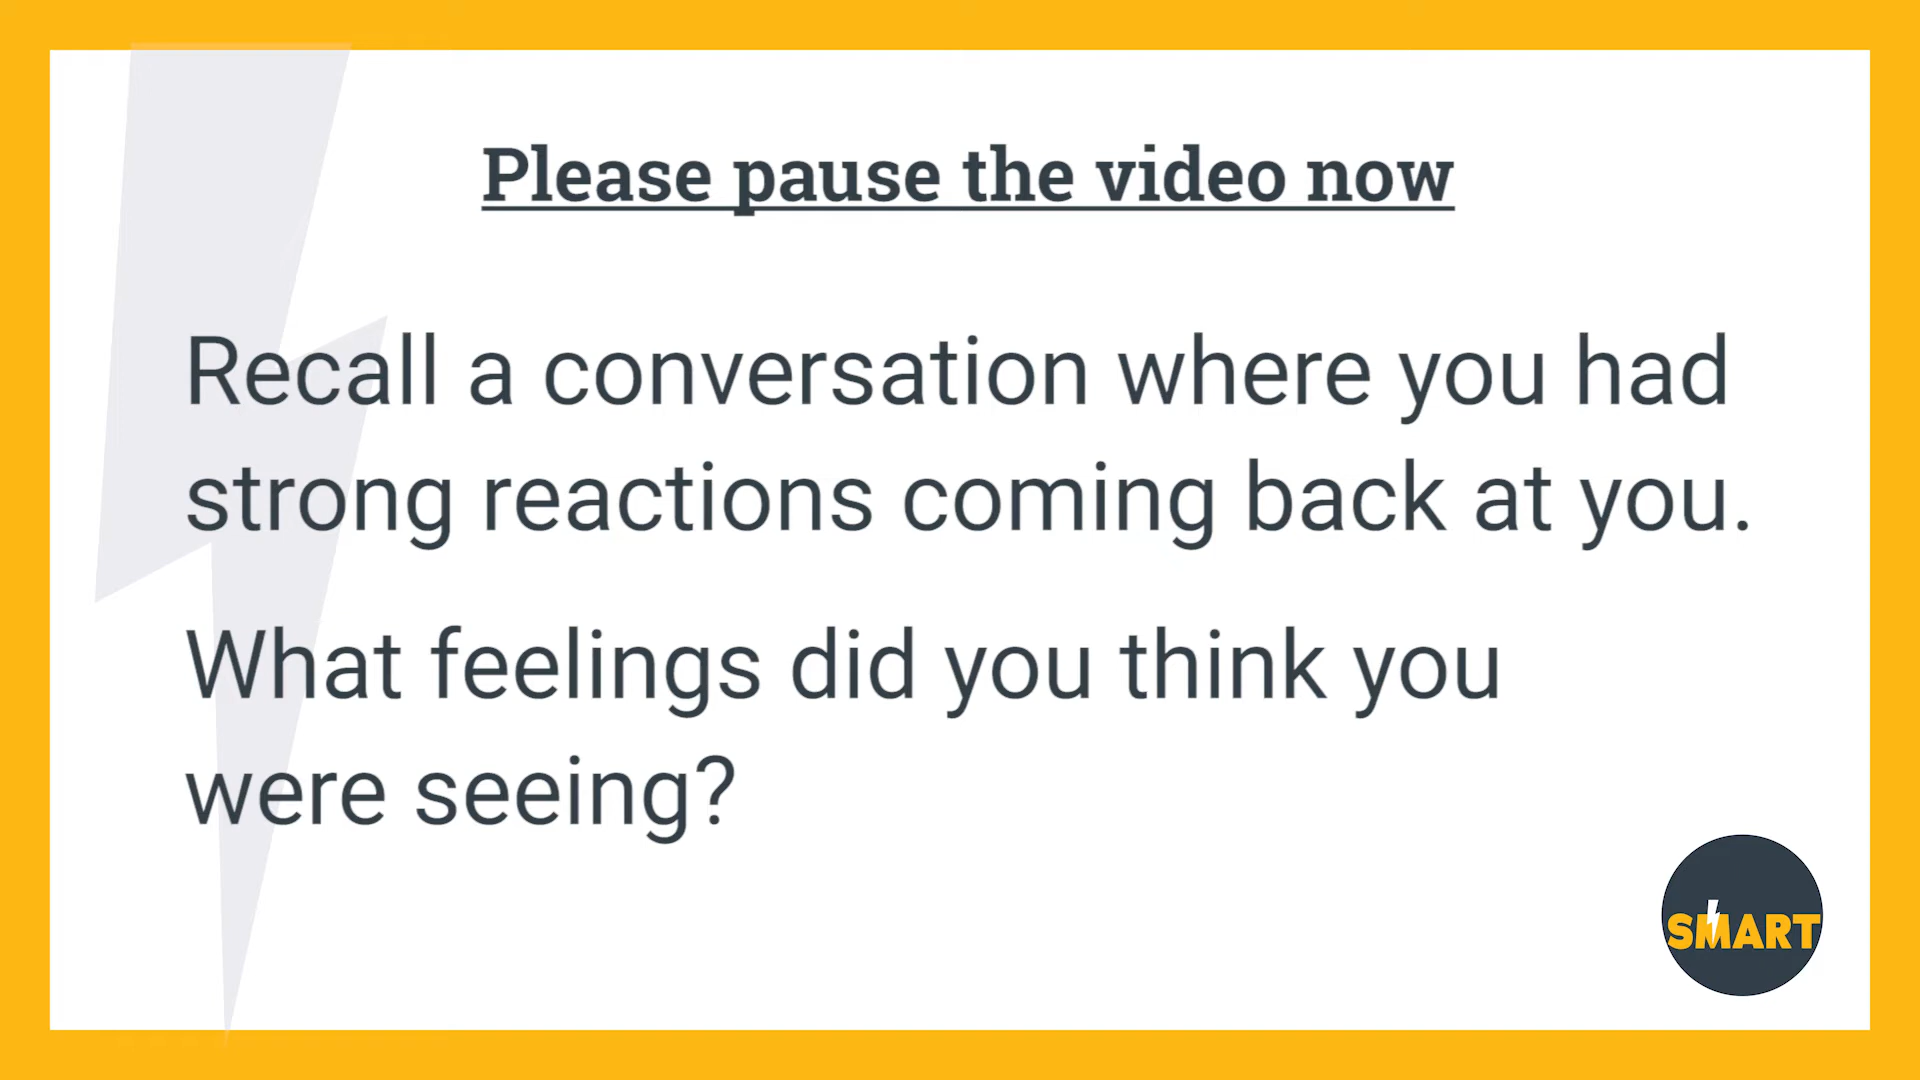 Please pause the video now
Recall a conversation where you had
strong reactions coming back at you.
What feelings did you think you
were seeing?
SMART